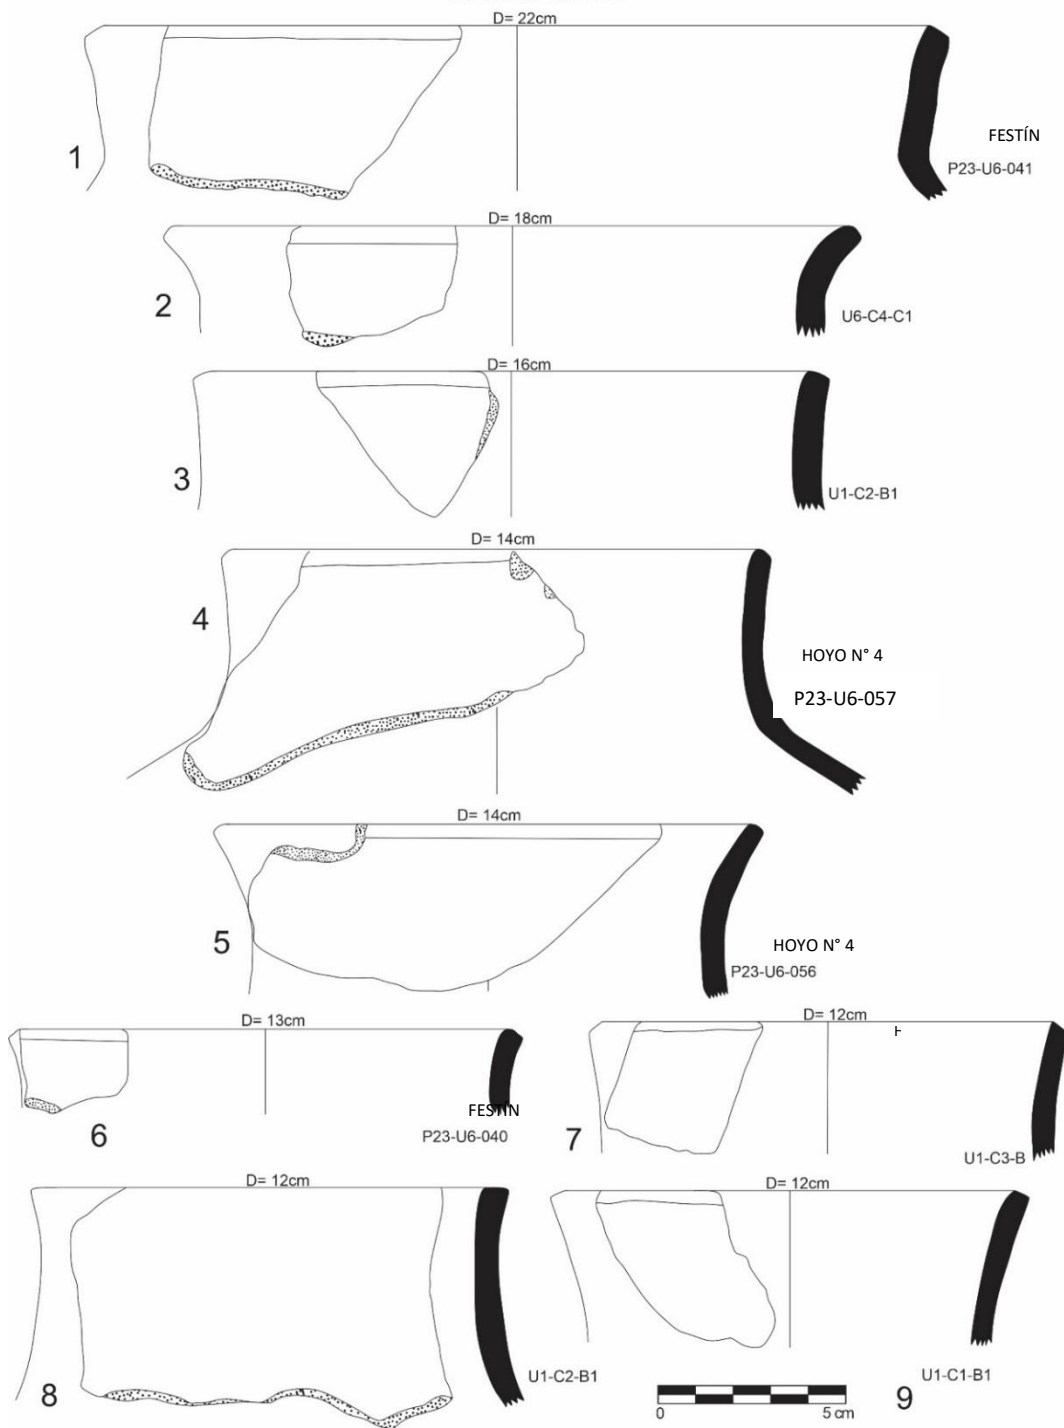 D= 22cm
FESTÍN
1
P23-U6-041
D= 18cm
2
U6-C4-C1
D= 16cm
3
U1-C2-B1
D= 14cm
4
HOYO N° 4
P23-U6-057
D= 14cm
5
HOYO N° 4
P23-U6-056
D= 13cm
FESTÍN
6
P23-U6-040
D= 12cm
7
U1-C3-B
D= 12cm
8
U1-C2-B1
D= 12cm
U1-C1-B1
9
0 5 cm